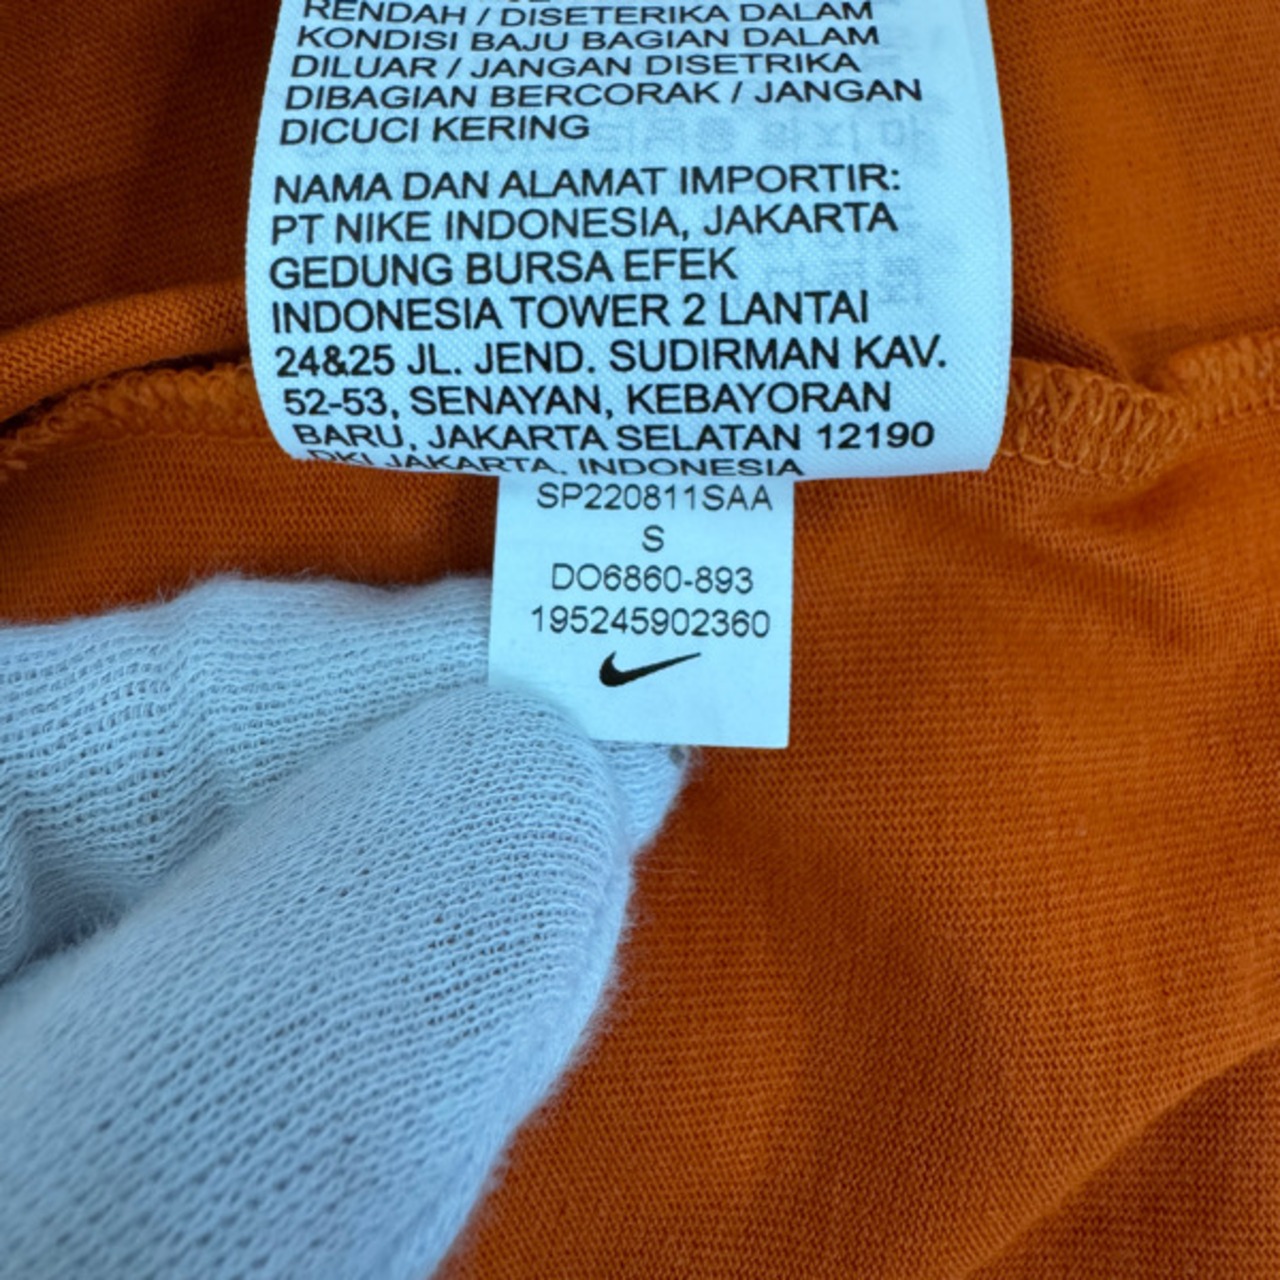 RENDAH / DISETERIKA DALAM
KONDISI BAJU BAGIAN DALAM
DILUAR / JANGAN DISETRIKA
DIBAGIAN BERCORAK / JANGAN
DICUCI KERING
NAMA DAN ALAMAT IMPORTIR:
PT NIKE INDONESIA, JAKARTA
GEDUNG BURSA EFEK
INDONESIA TOWER 2 LANTAI
24&25 JL. JEND. SUDIRMAN KAV.
52-53, SENAYAN, KEBAYORAN
BARU, JAKARTA SELATAN 12190
DKI JAKARTA, INDONESIA
SP220811SAA
S
DO6860-893
195245902360